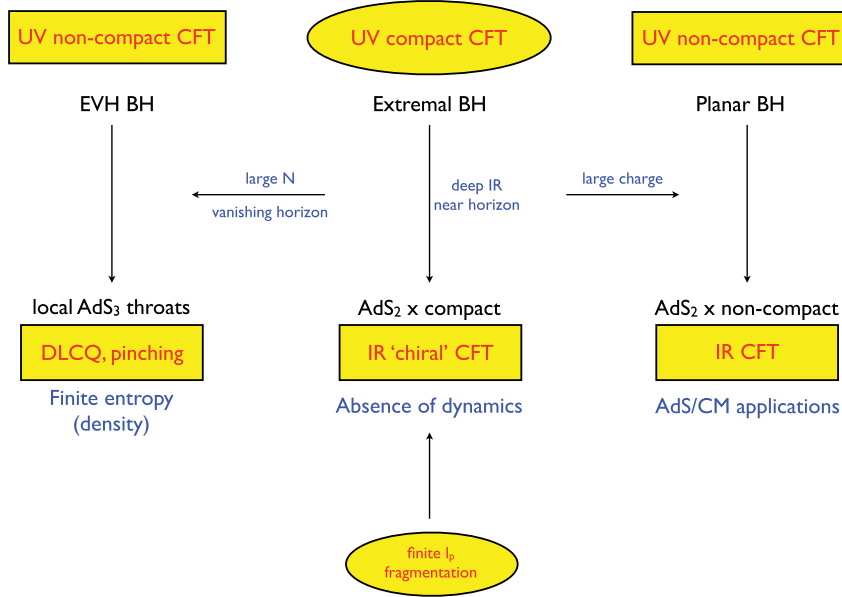 UV non-compact CFT
UV compact CFT
UV non-compact CFT
EVH BH
Extremal BH
Planar BH
large N
vanishing horizon
deep IR
near horizon
large charge
local AdS₃ throats
AdS₂ x compact
AdS₂ x non-compact
DLCQ, pinching
IR ‘chiral’ CFT
IR CFT
Finite entropy
(density)
Absence of dynamics
AdS/CM applications
finite lₚ
fragmentation